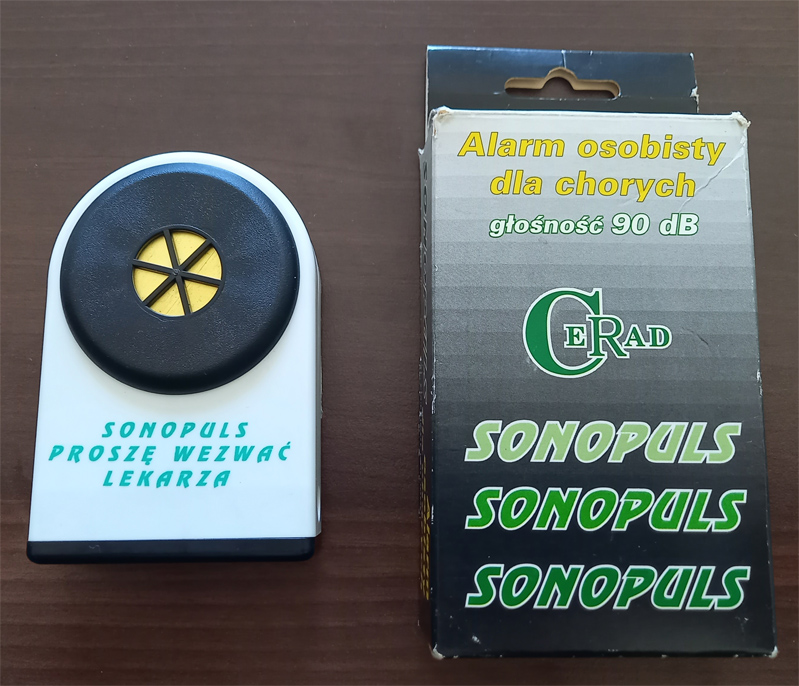 SONOPULS
PROSZĘ WEZWAĆ
LEKARZA
Alarm osobisty
dla chorych
głośność 90 dB
CERAD
SONOPULS
SONOPULS
SONOPULS